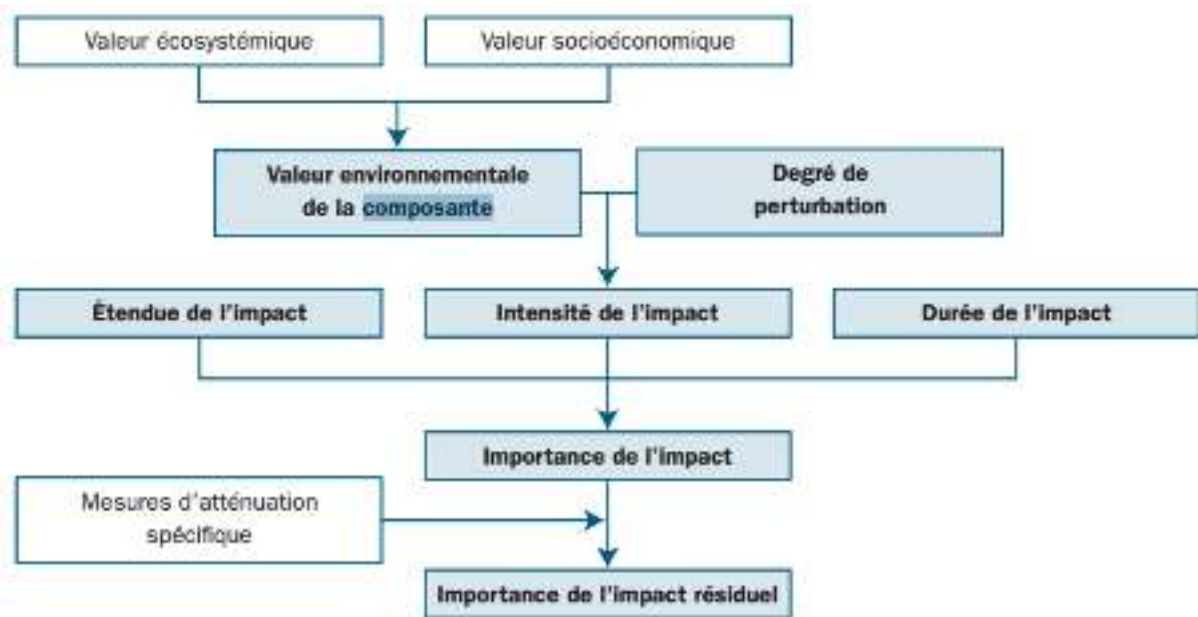 Valeur écosystémique
Valeur socioéconomique
Valeur environnementale
de la composante
Degré de
perturbation
Étendue de l'impact
Intensité de l'impact
Durée de l'impact
Importance de l'impact
Mesures d'atténuation
spécifique
Importance de l'impact résiduel